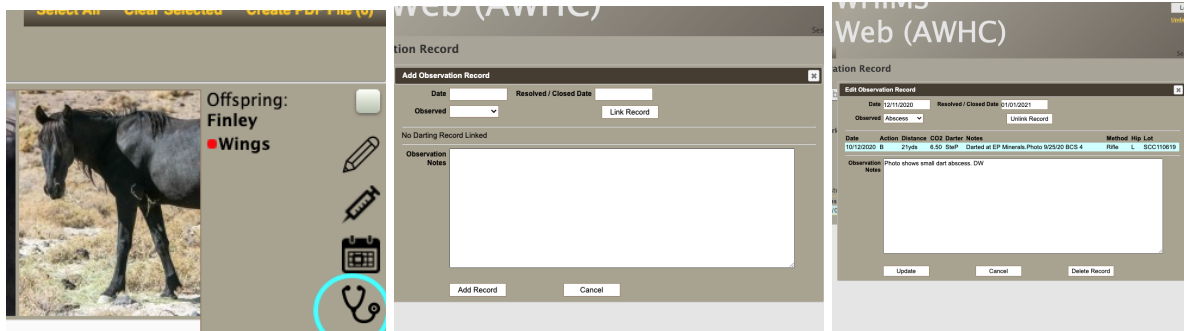 Select All Clear Selected Create PDF File (0)
Offspring:
Finley
Wings
Web (AWHC)
Ses
tion Record
Add Observation Record
Date Resolved / Closed Date
Observed Link Record
No Darting Record Linked
Observation
Notes
Add Record Cancel
WHIMS
Web (AWHC)
ation Record
Edit Observation Record
Date 12/11/2020 Resolved / Closed Date 01/01/2021
Observed Abscess Unlink Record
Date Action Distance CO2 Darter Notes Method Hip Lot
10/12/2020 B 21yds 6.50 SteP Darted at EP Minerals.Photo 9/25/20 BCS 4 Rifle L SCC110619
Observation Photo shows small dart abscess. DW
Notes
Update Cancel Delete Record